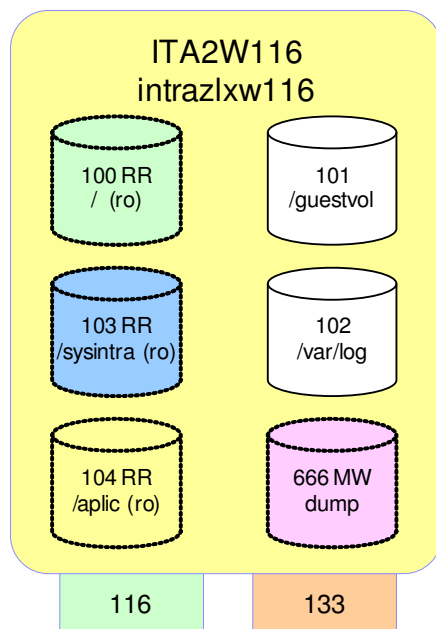 ITA2W116
intrazlxw116
100 RR
/ (ro)
101
/guestvol
103 RR
/sysintra (ro)
102
/var/log
104 RR
/aplic (ro)
666 MW
dump
116
133